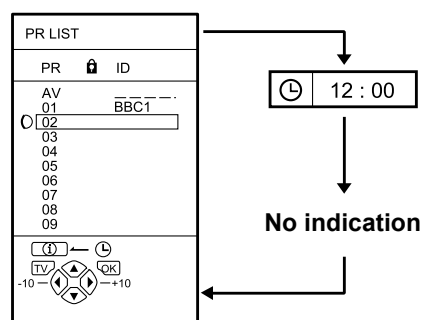 PR LIST
PR ID
AV
01 BBC1
02
03
04
05
06
07
08
09
i
TV OK
-10 +10
12 : 00
No indication